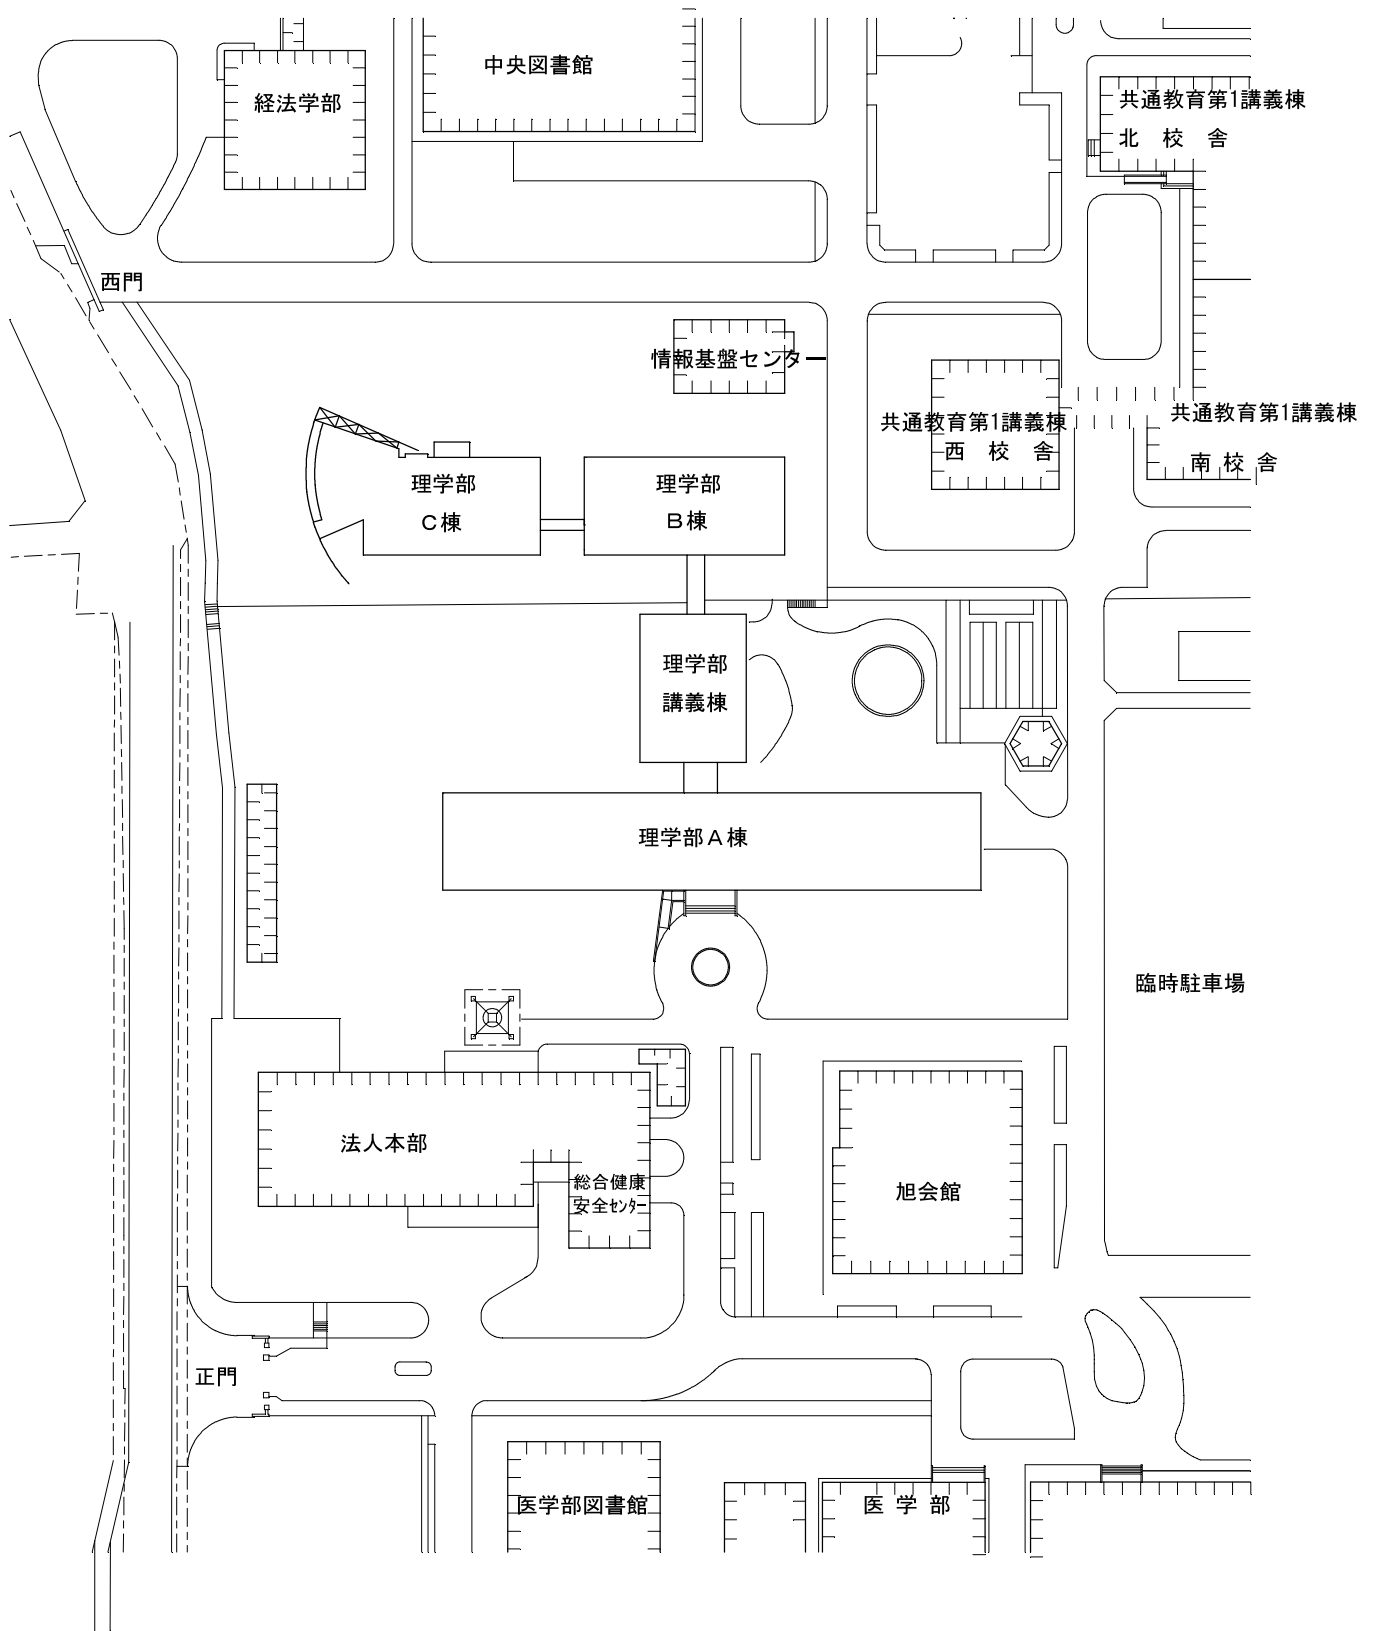 中央図書館
経法学部
共通教育第1講義棟
北校舎
西門
情報基盤センター
共通教育第1講義棟
西校舎
共通教育第1講義棟
南校舎
理学部
C棟
理学部
B棟
理学部
講義棟
理学部A棟
臨時駐車場
法人本部
総合健康
安全センター
旭会館
正門
医学部図書館
医学部